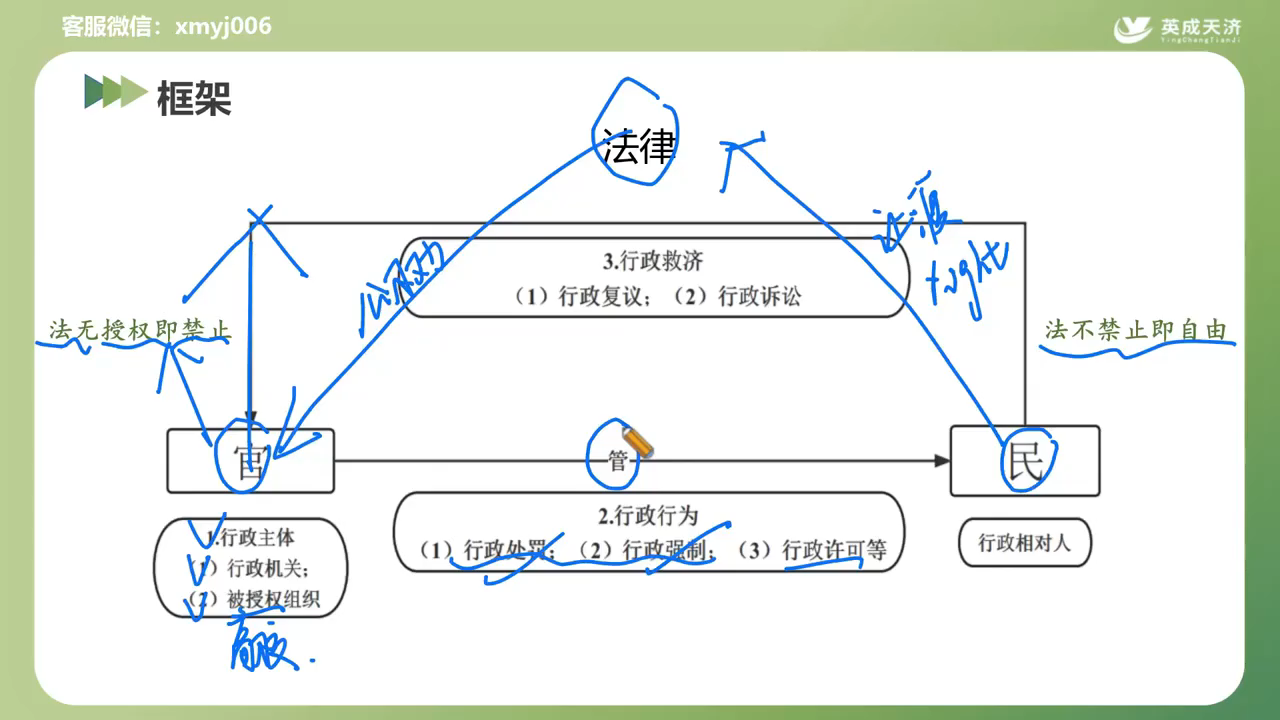 客服微信：xmyj006
英成天济
YingChengTianJi
框架
法律
3.行政救济
（1）行政复议；（2）行政诉讼
公权力
right
法无授权即禁止
法不禁止即自由
官
管
民
1.行政主体
（1）行政机关；
（2）被授权组织
2.行政行为
（1）行政处罚；（2）行政强制；（3）行政许可等
行政相对人
高校